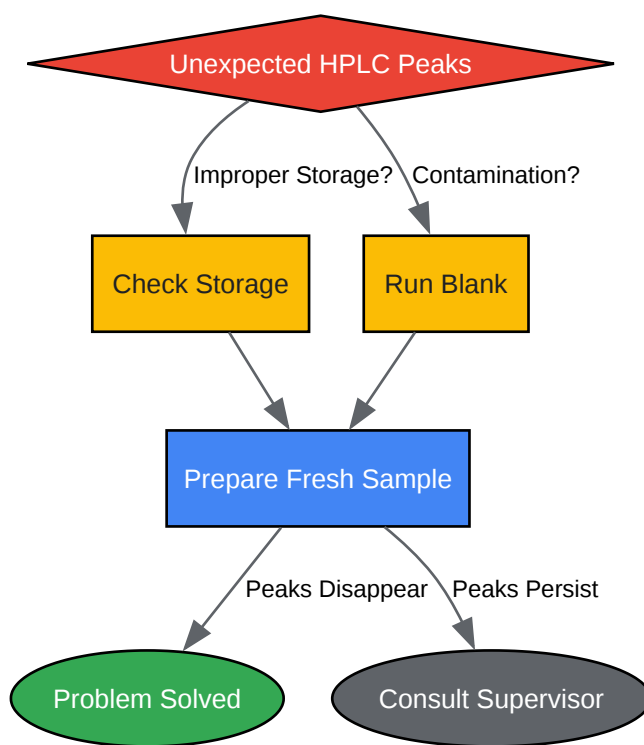 Unexpected HPLC Peaks
Improper Storage?
Contamination?
Check Storage
Run Blank
Prepare Fresh Sample
Peaks Disappear
Peaks Persist
Problem Solved
Consult Supervisor